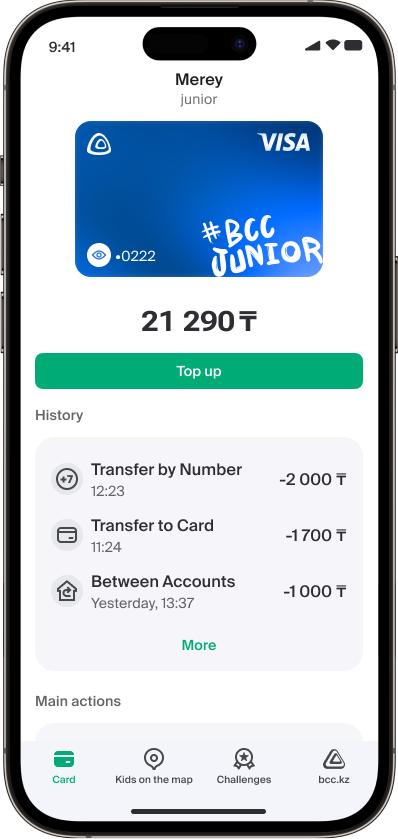 9:41
Merey
junior
VISA
#BCC
JUNIOR
•0222
21 290 ₸
Top up
History
+7
Transfer by Number
-2 000 ₸
12:23
Transfer to Card
-1 700 ₸
11:24
Between Accounts
-1 000 ₸
Yesterday, 13:37
More
Main actions
Card
Kids on the map
Challenges
bcc.kz